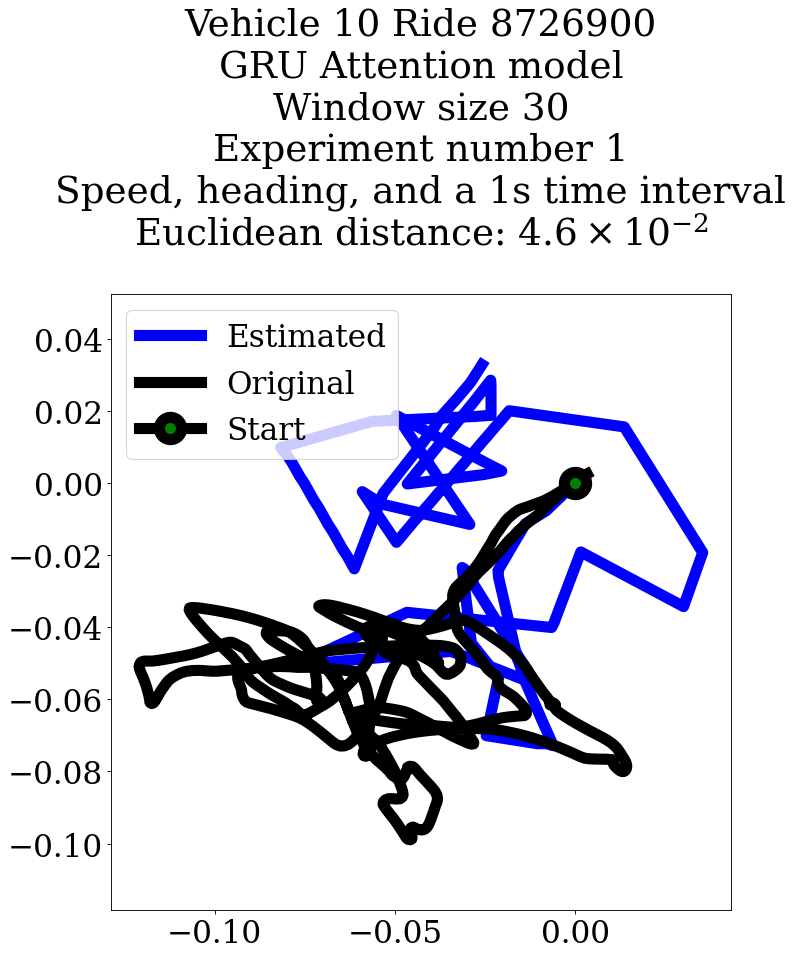 Vehicle 10 Ride 8726900
GRU Attention model
Window size 30
Experiment number 1
Speed, heading, and a 1s time interval
Euclidean distance: 4.6 × 10⁻²
Estimated
Original
Start
0.04
0.02
0.00
−0.02
−0.04
−0.06
−0.08
−0.10
−0.10 −0.05 0.00